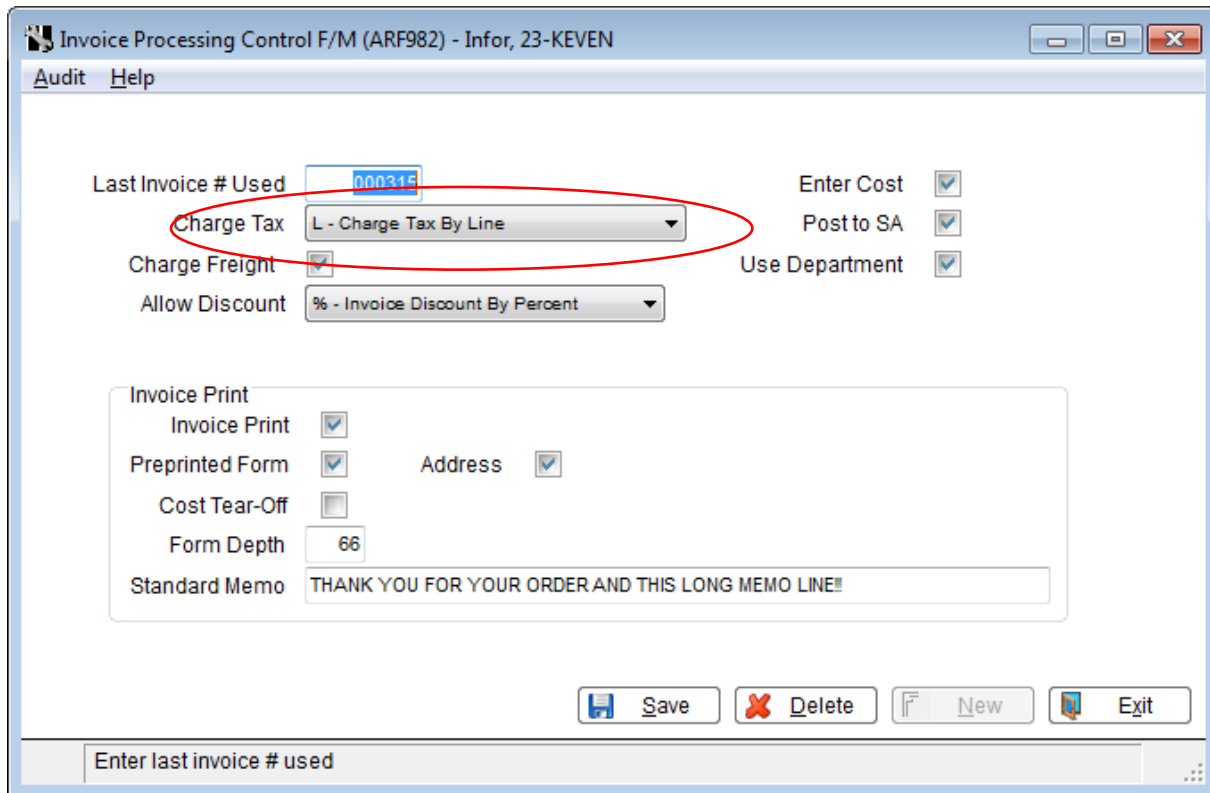 Invoice Processing Control F/M (ARF982) - Infor, 23-KEVEN
Audit Help
Last Invoice # Used 000315 Enter Cost
Charge Tax L - Charge Tax By Line Post to SA
Charge Freight Use Department
Allow Discount % - Invoice Discount By Percent
Invoice Print
Invoice Print
Preprinted Form Address
Cost Tear-Off
Form Depth 66
Standard Memo THANK YOU FOR YOUR ORDER AND THIS LONG MEMO LINE!!
Save Delete New Exit
Enter last invoice # used